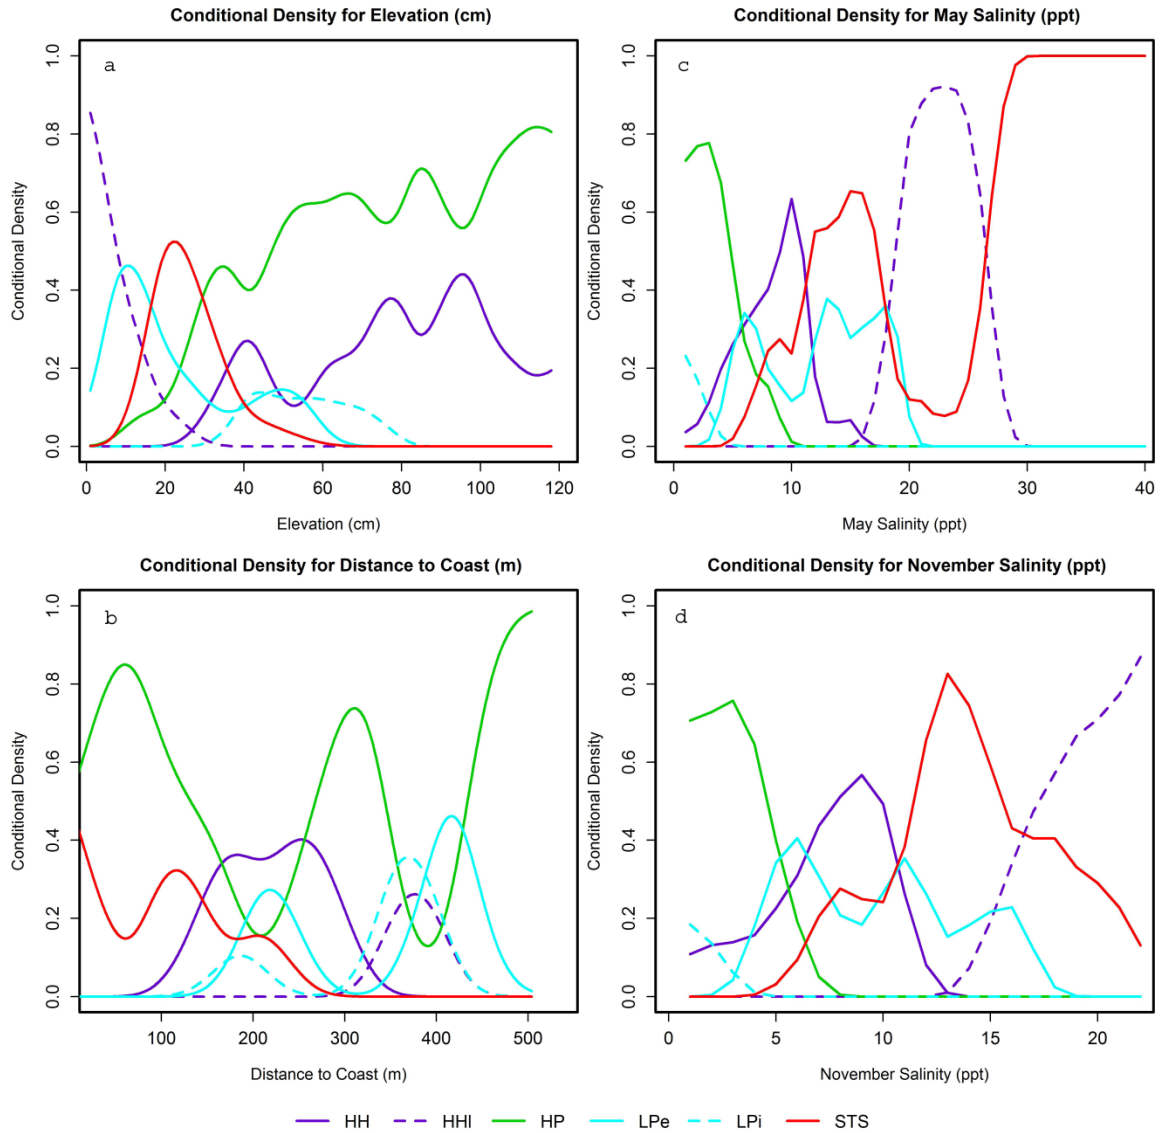 Conditional Density for Elevation (cm)
a
Conditional Density
0.0 0.2 0.4 0.6 0.8 1.0
0 20 40 60 80 100 120
Elevation (cm)
Conditional Density for May Salinity (ppt)
c
Conditional Density
0.0 0.2 0.4 0.6 0.8 1.0
0 10 20 30 40
May Salinity (ppt)
Conditional Density for Distance to Coast (m)
b
Conditional Density
0.0 0.2 0.4 0.6 0.8 1.0
100 200 300 400 500
Distance to Coast (m)
Conditional Density for November Salinity (ppt)
d
Conditional Density
0.0 0.2 0.4 0.6 0.8 1.0
0 5 10 15 20
November Salinity (ppt)
HH HHl HP LPe LPi STS